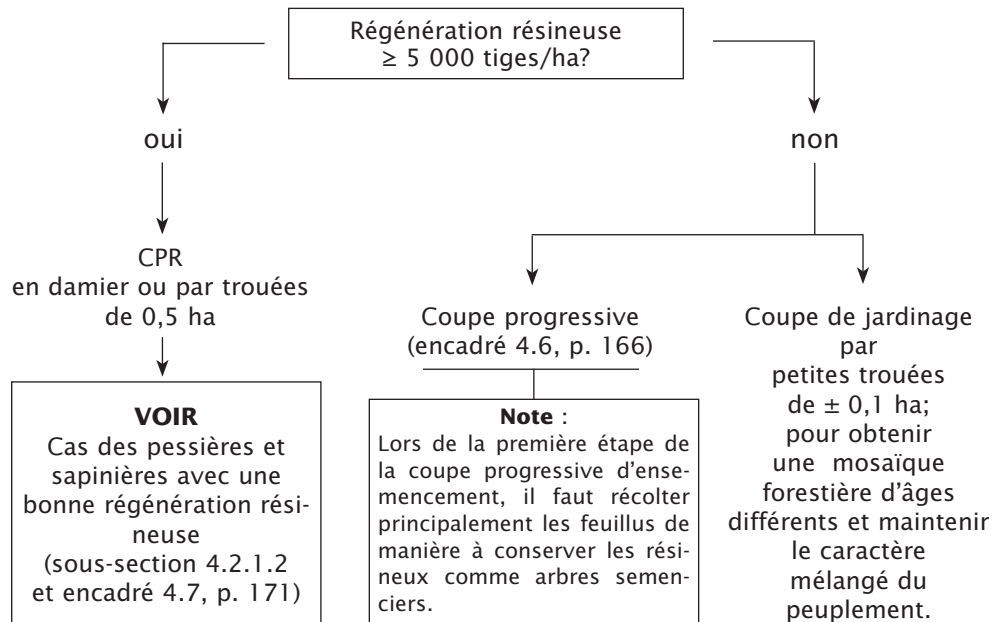 Régénération résineuse
≥ 5 000 tiges/ha?
oui
non
CPR
en damier ou par trouées
de 0,5 ha
VOIR
Cas des pessières et
sapinières avec une
bonne régénération rési-
neuse
(sous-section 4.2.1.2
et encadré 4.7, p. 171)
Coupe progressive
(encadré 4.6, p. 166)
Note :
Lors de la première étape de
la coupe progressive d'ense-
mencement, il faut récolter
principalement les feuillus de
manière à conserver les rési-
neux comme arbres semen-
ciers.
Coupe de jardinage
par
petites trouées
de ± 0,1 ha;
pour obtenir
une mosaïque
forestière d'âges
différents et maintenir
le caractère
mélangé du
peuplement.